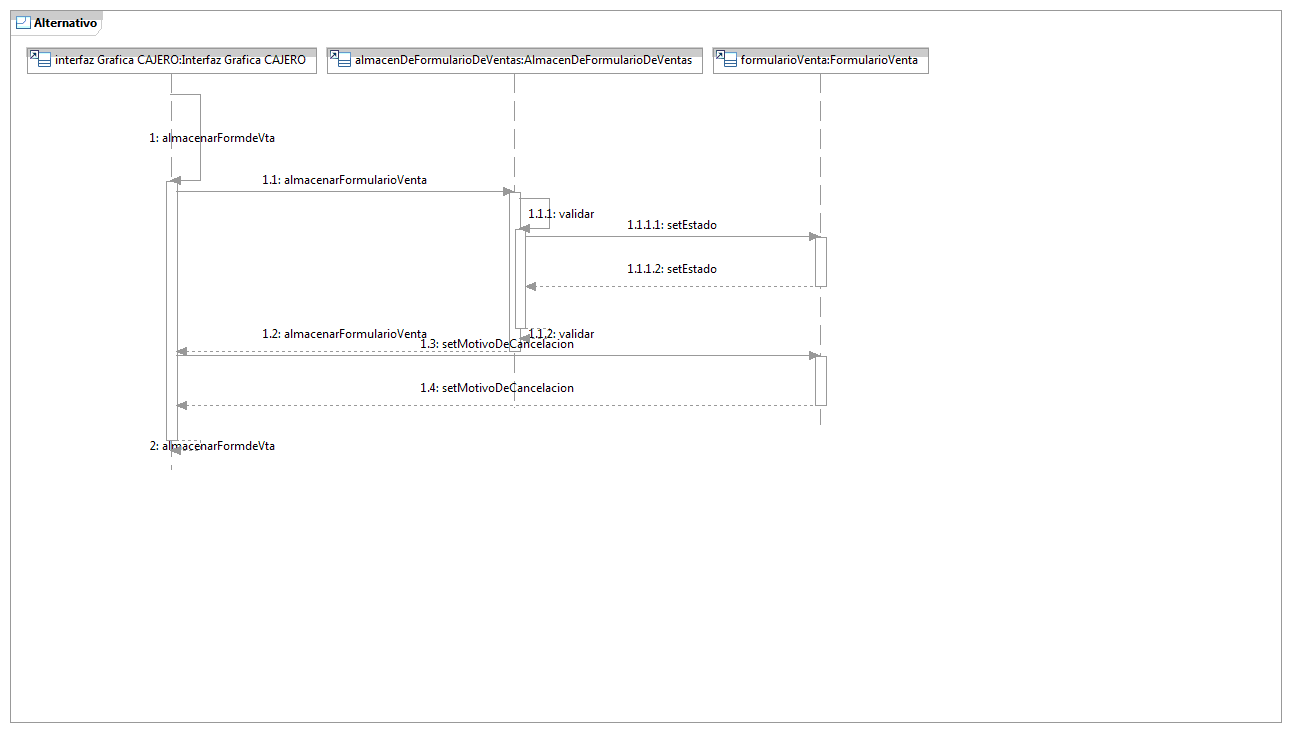 Alternativo
interfaz Grafica CAJERO:Interfaz Grafica CAJERO
almacenDeFormularioDeVentas:AlmacenDeFormularioDeVentas
formularioVenta:FormularioVenta
1: almacenarFormdeVta
1.1: almacenarFormularioVenta
1.1.1: validar
1.1.1.1: setEstado
1.1.1.2: setEstado
1.2: almacenarFormularioVenta
1.1.2: validar
1.3: setMotivoDeCancelacion
1.4: setMotivoDeCancelacion
2: almacenarFormdeVta